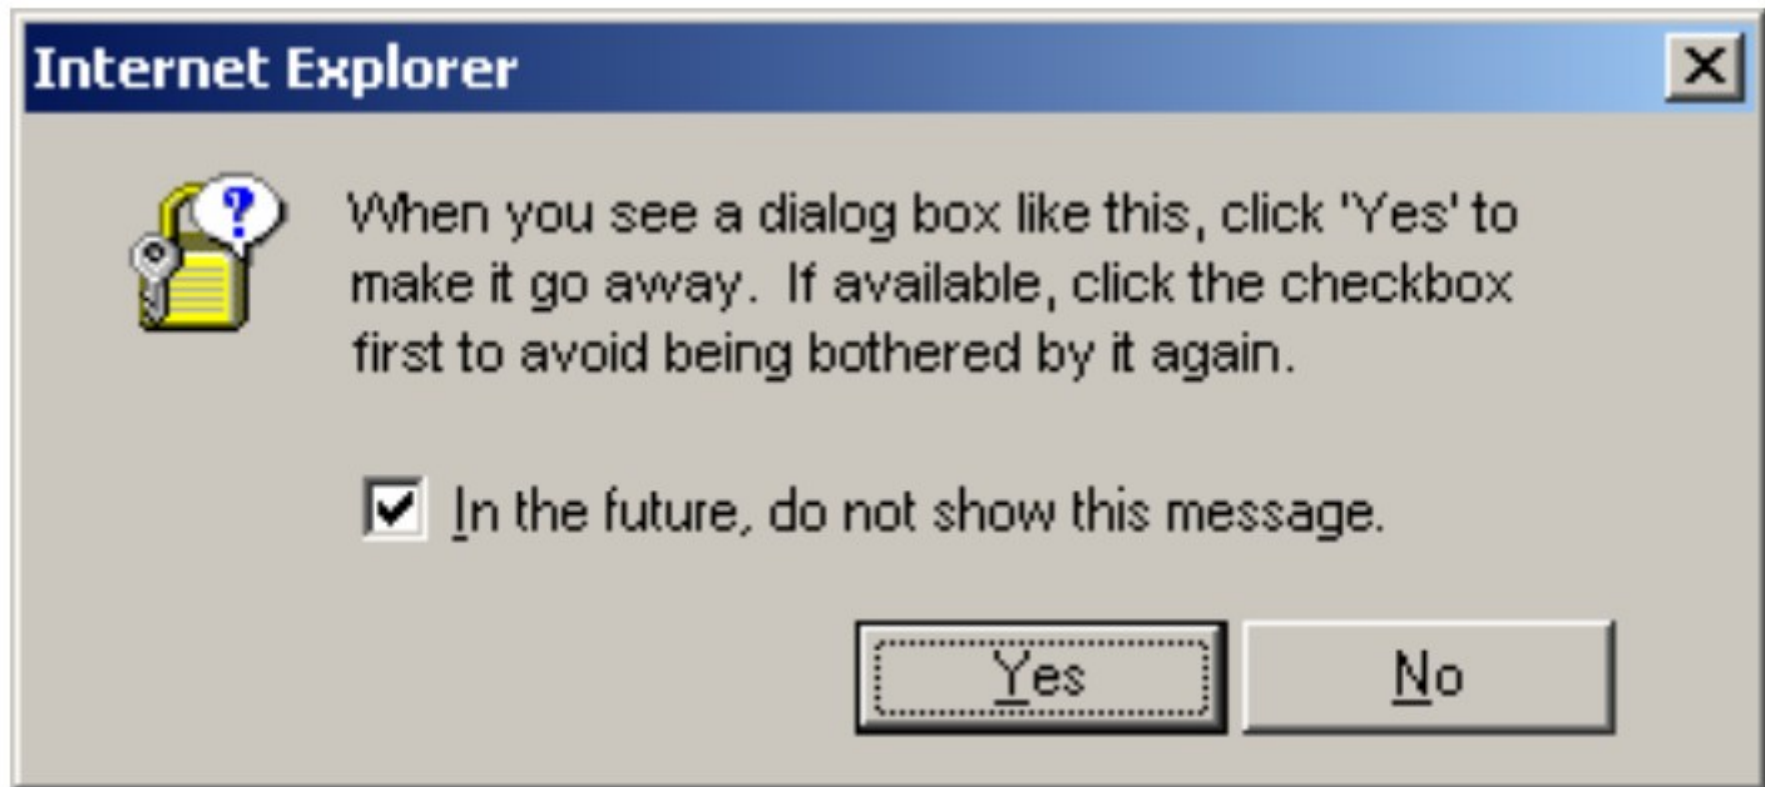 Internet Explorer
When you see a dialog box like this, click 'Yes' to
make it go away.  If available, click the checkbox
first to avoid being bothered by it again.
In the future, do not show this message.
Yes
No